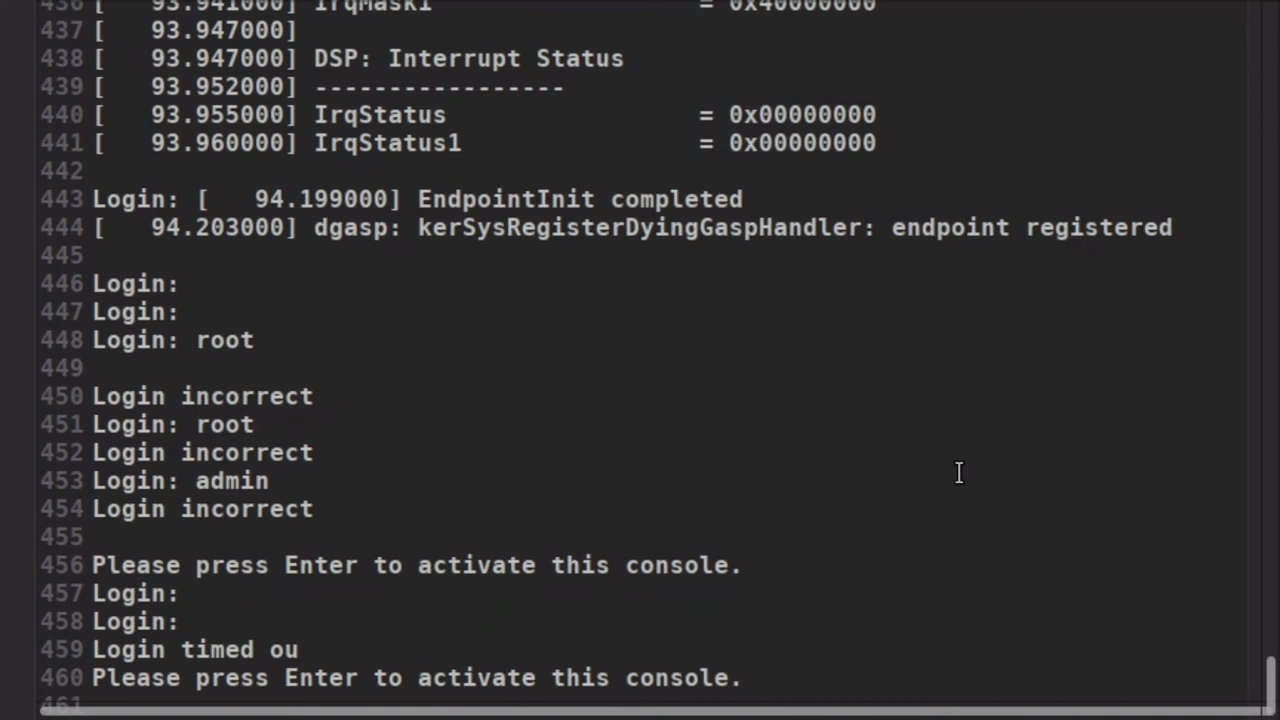 436 [   93.941000] IrqMask1                  = 0x40000000
437 [   93.947000]
438 [   93.947000] DSP: Interrupt Status
439 [   93.952000] -----------------
440 [   93.955000] IrqStatus                 = 0x00000000
441 [   93.960000] IrqStatus1                = 0x00000000
442
443 Login: [   94.199000] EndpointInit completed
444 [   94.203000] dgasp: kerSysRegisterDyingGaspHandler: endpoint registered
445
446 Login:
447 Login:
448 Login: root
449
450 Login incorrect
451 Login: root
452 Login incorrect
453 Login: admin
454 Login incorrect
455
456 Please press Enter to activate this console.
457 Login:
458 Login:
459 Login timed ou
460 Please press Enter to activate this console.
461